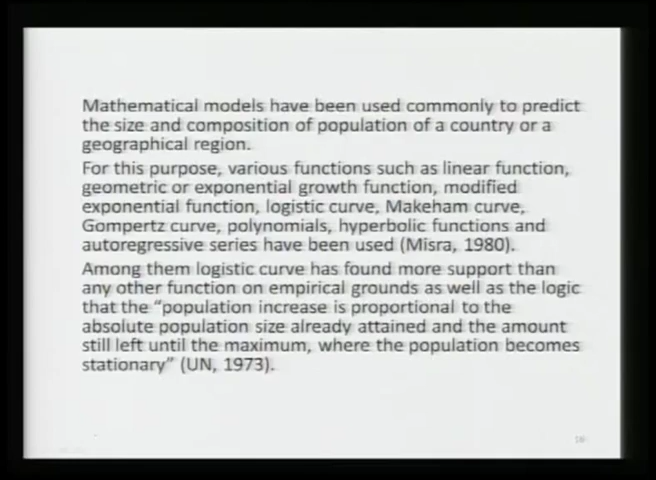 Mathematical models have been used commonly to predict
the size and composition of population of a country or a
geographical region.
For this purpose, various functions such as linear function,
geometric or exponential growth function, modified
exponential function, logistic curve, Makeham curve,
Gompertz curve, polynomials, hyperbolic functions and
autoregressive series have been used (Misra, 1980).
Among them logistic curve has found more support than
any other function on empirical grounds as well as the logic
that the “population increase is proportional to the
absolute population size already attained and the amount
still left until the maximum, where the population becomes
stationary” (UN, 1973).